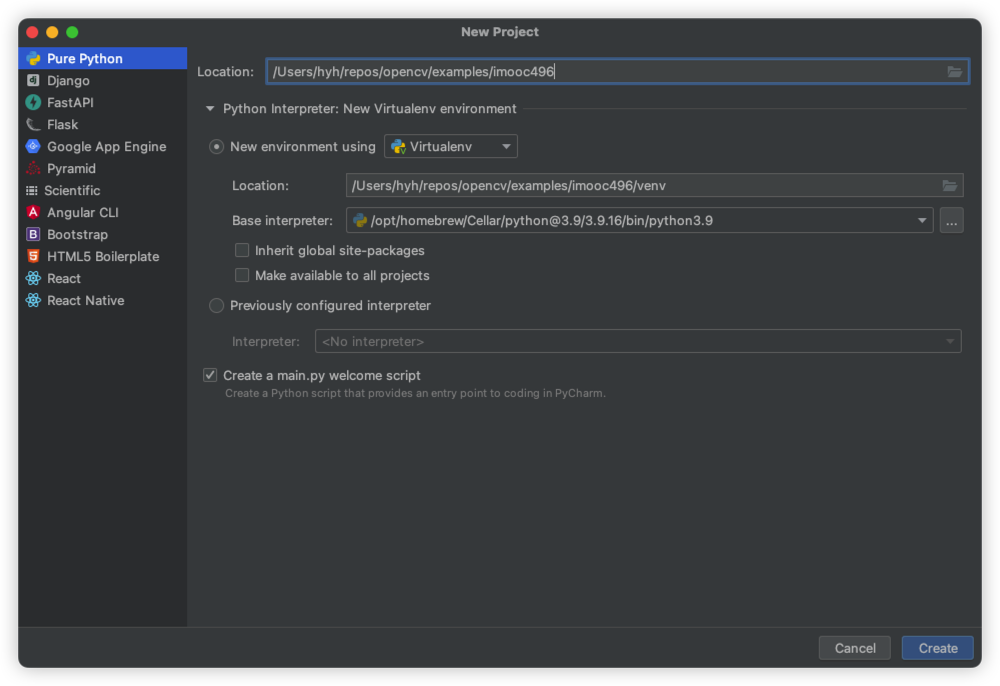 New Project
Pure Python
Django
FastAPI
Flask
Google App Engine
Pyramid
Scientific
Angular CLI
Bootstrap
HTML5 Boilerplate
React
React Native
Location: /Users/hyh/repos/opencv/examples/imooc496
Python Interpreter: New Virtualenv environment
New environment using Virtualenv
Location: /Users/hyh/repos/opencv/examples/imooc496/venv
Base interpreter: /opt/homebrew/Cellar/python@3.9/3.9.16/bin/python3.9 ...
Inherit global site-packages
Make available to all projects
Previously configured interpreter
Interpreter: <No interpreter>
Create a main.py welcome script
Create a Python script that provides an entry point to coding in PyCharm.
Cancel Create